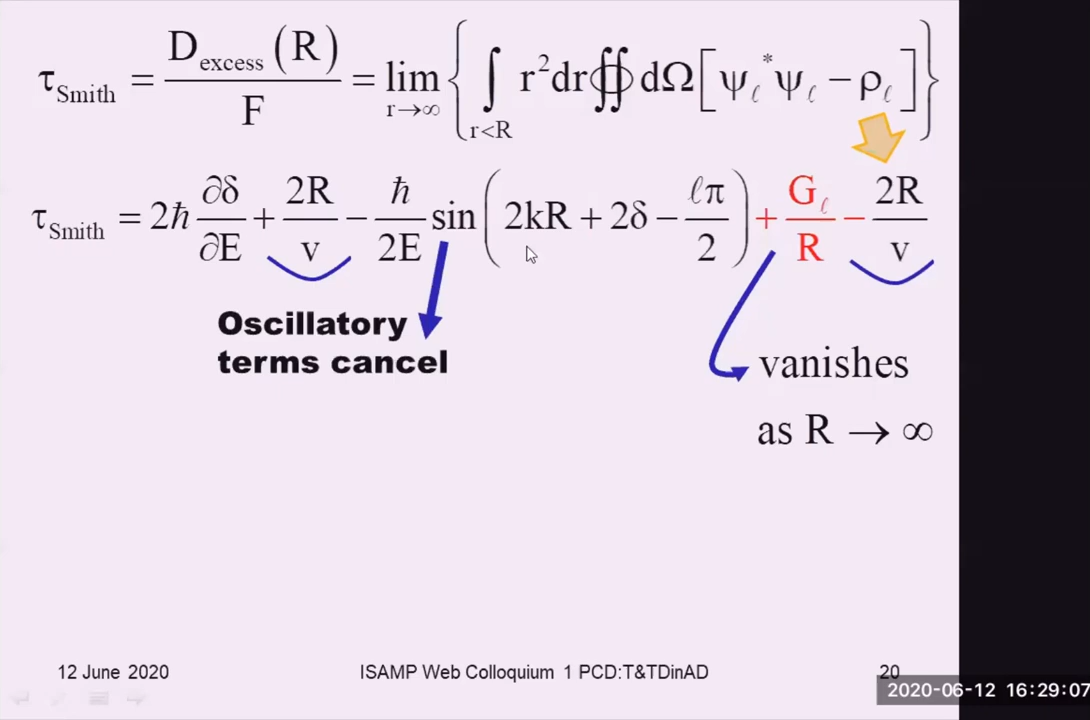 τ_Smith = D_excess (R) / F = lim_{r→∞} { ∫_{r<R} r² dr ∯ dΩ [ ψ_ℓ* ψ_ℓ − ρ_ℓ ] }
τ_Smith = 2ħ ∂δ/∂E + 2R/v − ħ/2E sin ( 2kR + 2δ − ℓπ/2 ) + G_ℓ/R − 2R/v
Oscillatory
terms cancel
vanishes
as R → ∞
12 June 2020 ISAMP Web Colloquium 1 PCD:T&TDinAD 20
2020-06-12 16:29:07